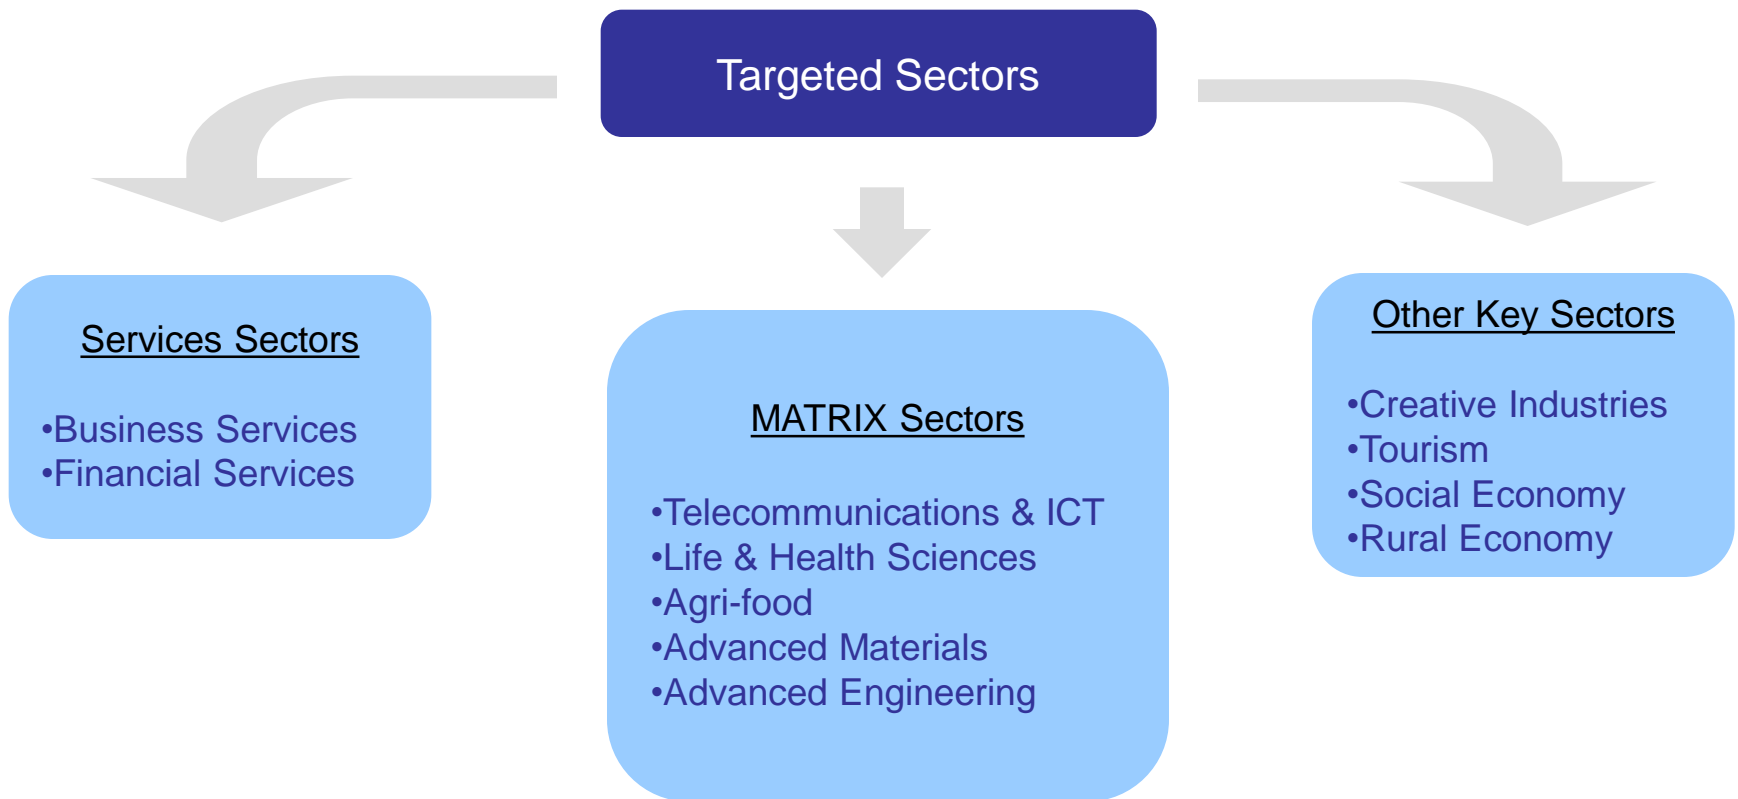 Targeted Sectors
Services Sectors
•Business Services
•Financial Services
MATRIX Sectors
•Telecommunications & ICT
•Life & Health Sciences
•Agri-food
•Advanced Materials
•Advanced Engineering
Other Key Sectors
•Creative Industries
•Tourism
•Social Economy
•Rural Economy